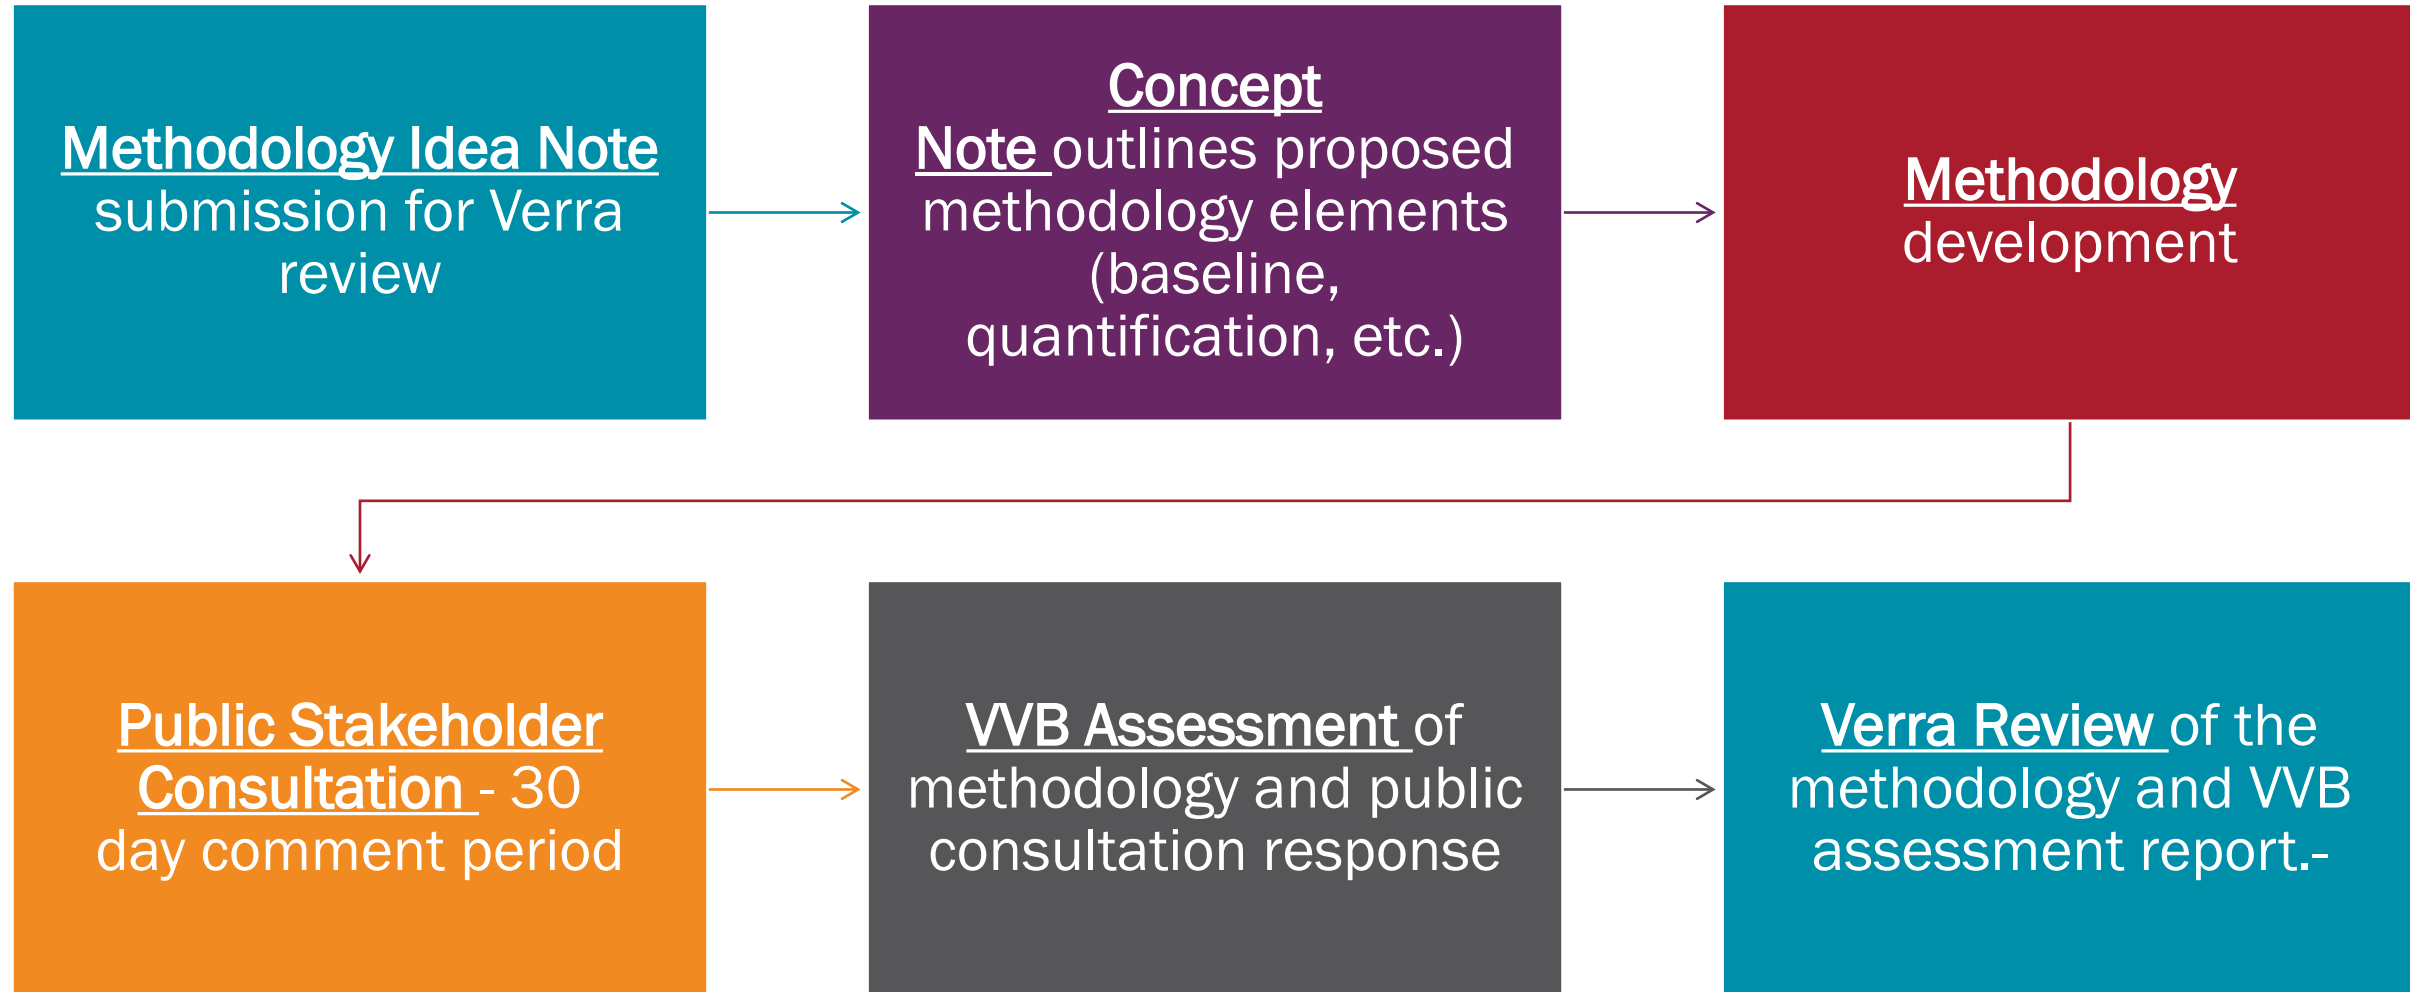 Methodology Idea Note
submission for Verra
review
Concept
Note outlines proposed
methodology elements
(baseline,
quantification, etc.)
Methodology
development
Public Stakeholder
Consultation - 30
day comment period
VVB Assessment of
methodology and public
consultation response
Verra Review of the
methodology and VVB
assessment report.-